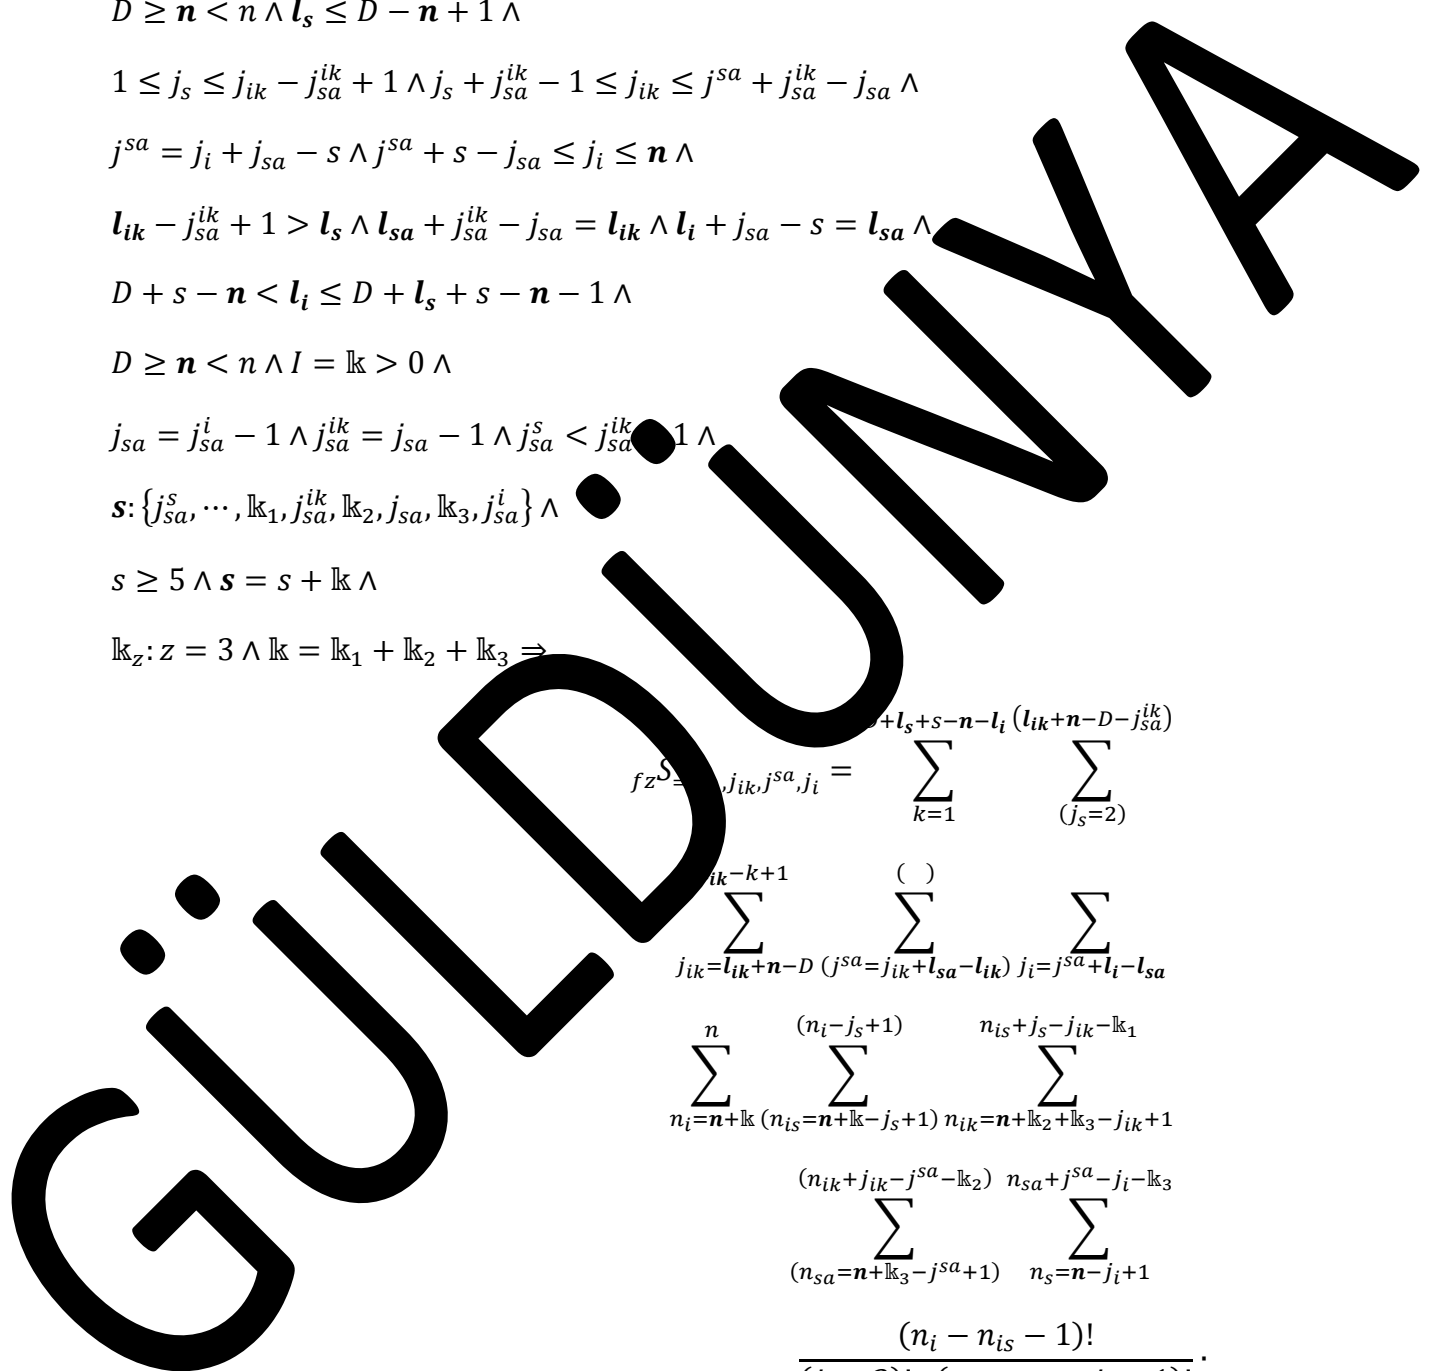 D ≥ n < n ∧ l_s ≤ D − n + 1 ∧
1 ≤ j_s ≤ j_{ik} − j_{sa}^{ik} + 1 ∧ j_s + j_{sa}^{ik} − 1 ≤ j_{ik} ≤ j^{sa} + j_{sa}^{ik} − j_{sa} ∧
j^{sa} = j_i + j_{sa} − s ∧ j^{sa} + s − j_{sa} ≤ j_i ≤ n ∧
l_{ik} − j_{sa}^{ik} + 1 > l_s ∧ l_{sa} + j_{sa}^{ik} − j_{sa} = l_{ik} ∧ l_i + j_{sa} − s = l_{sa} ∧
D + s − n < l_i ≤ D + l_s + s − n − 1 ∧
D ≥ n < n ∧ I = 𝕜 > 0 ∧
j_{sa} = j_{sa}^i − 1 ∧ j_{sa}^{ik} = j_{sa} − 1 ∧ j_{sa}^s < j_{sa}^{ik} 1 ∧
s: {j_{sa}^s, ⋯, 𝕜_1, j_{sa}^{ik}, 𝕜_2, j_{sa}, 𝕜_3, j_{sa}^i} ∧
s ≥ 5 ∧ s = s + 𝕜 ∧
𝕜_z: z = 3 ∧ 𝕜 = 𝕜_1 + 𝕜_2 + 𝕜_3 ⇒
+l_s+s−n−l_i (l_{ik}+n−D−j_{sa}^{ik})
_{fz}S_{= ,j_{ik},j^{sa},j_i} = ∑ ∑
k=1 (j_s=2)
_{ik}−k+1 ( )
∑ ∑ ∑
j_{ik}=l_{ik}+n−D (j^{sa}=j_{ik}+l_{sa}−l_{ik}) j_i=j^{sa}+l_i−l_{sa}
n (n_i−j_s+1) n_{is}+j_s−j_{ik}−𝕜_1
∑ ∑ ∑
n_i=n+𝕜 (n_{is}=n+𝕜−j_s+1) n_{ik}=n+𝕜_2+𝕜_3−j_{ik}+1
(n_{ik}+j_{ik}−j^{sa}−𝕜_2) n_{sa}+j^{sa}−j_i−𝕜_3
∑ ∑
(n_{sa}=n+𝕜_3−j^{sa}+1) n_s=n−j_i+1
(n_i − n_{is} − 1)!
GÜLDÜNYA